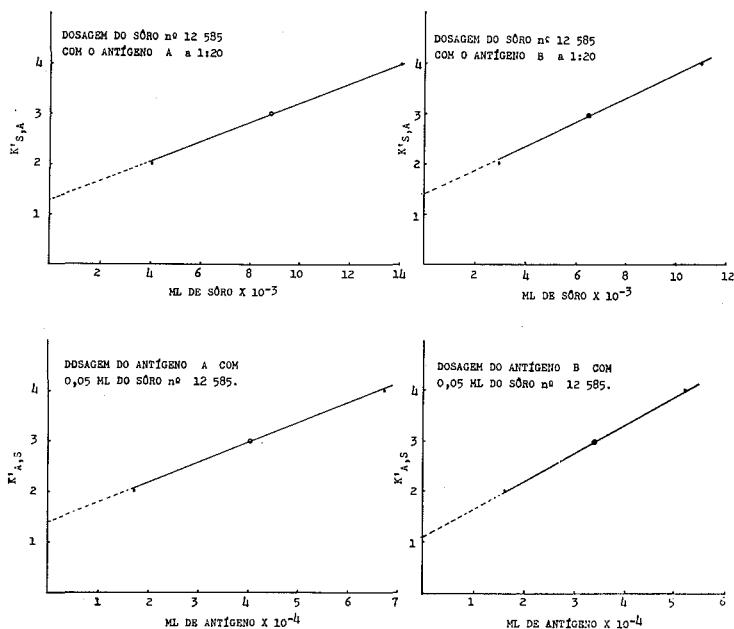 DOSAGEM DO SÔRO nº 12 585
COM O ANTÍGENO A a 1:20
4
3
2
1
K'S,A
2
4
6
8
10
12
14
ML DE SÔRO X 10-3
DOSAGEM DO SÔRO nº 12 585
COM O ANTÍGENO B a 1:20
4
3
2
1
K'S,A
2
4
6
8
10
12
ML DE SÔRO X 10-3
DOSAGEM DO ANTÍGENO A COM
0,05 ML DO SÔRO nº 12 585.
4
3
2
1
K'A,S
1
2
3
4
5
6
7
ML DE ANTÍGENO X 10-4
DOSAGEM DO ANTÍGENO B COM
0,05 ML DO SÔRO nº 12 585.
4
3
2
1
K'A,S
1
2
3
4
5
6
ML DE ANTÍGENO X 10-4